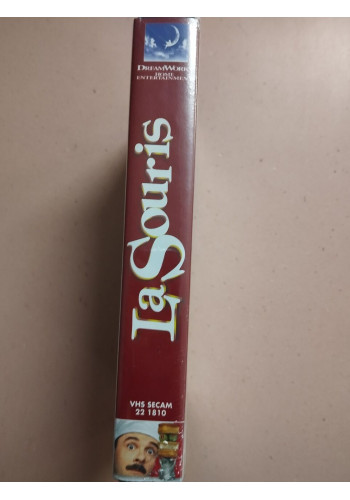 DREAMWORKS
HOME
ENTERTAINMENT
La Souris
VHS SECAM
22 1810